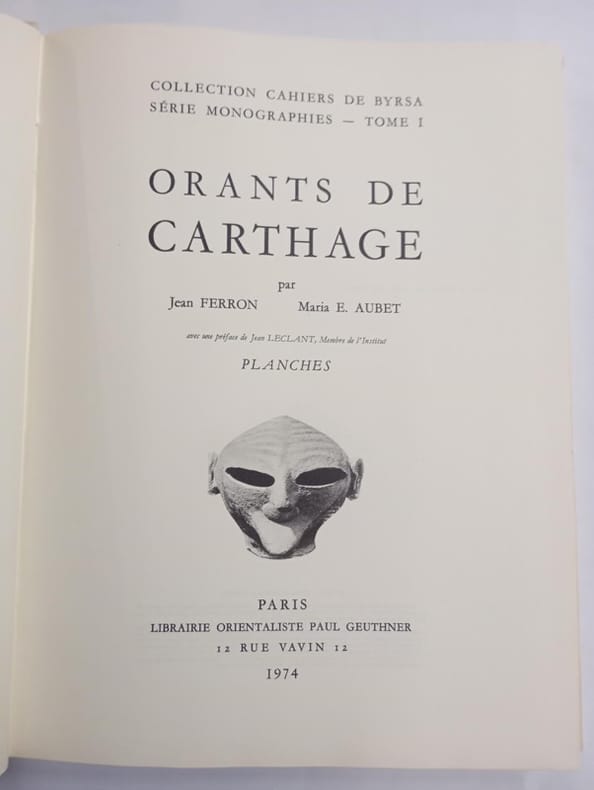 COLLECTION CAHIERS DE BYRSA
SÉRIE MONOGRAPHIES — TOME I
ORANTS DE
CARTHAGE
par
Jean FERRON Maria E. AUBET
avec une préface de Jean LECLANT, Membre de l'Institut
PLANCHES
PARIS
LIBRAIRIE ORIENTALISTE PAUL GEUTHNER
12 RUE VAVIN 12
1974